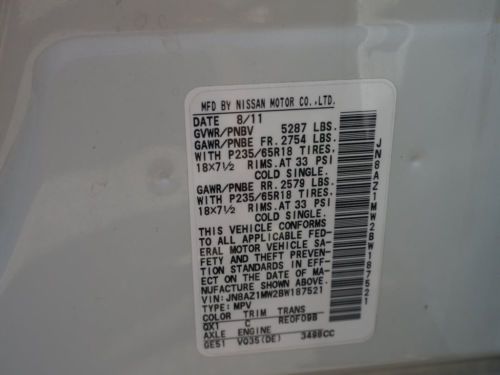 MFD BY NISSAN MOTOR CO.,LTD.
DATE 8/11
GVWR/PNBV 5287 LBS.
GAWR/PNBE FR. 2754 LBS.
WITH P235/65R18 TIRES,
18×7½ RIMS.AT 33 PSI
COLD SINGLE.
GAWR/PNBE RR. 2579 LBS.
WITH P235/65R18 TIRES,
18×7½ RIMS.AT 33 PSI
COLD SINGLE.
THIS VEHICLE CONFORMS
TO ALL APPLICABLE FED-
ERAL MOTOR VEHICLE SA-
FETY AND THEFT PREVEN-
TION STANDARDS IN EFF-
ECT ON THE DATE OF MA-
NUFACTURE SHOWN ABOVE.
VIN: JN8AZ1MW2BW187521
TYPE: MPV
COLOR TRIM TRANS
QX1 C RE0F09B
AXLE ENGINE
GE51 VQ35(DE) 3498CC
JN8AZ1MW2BW187521